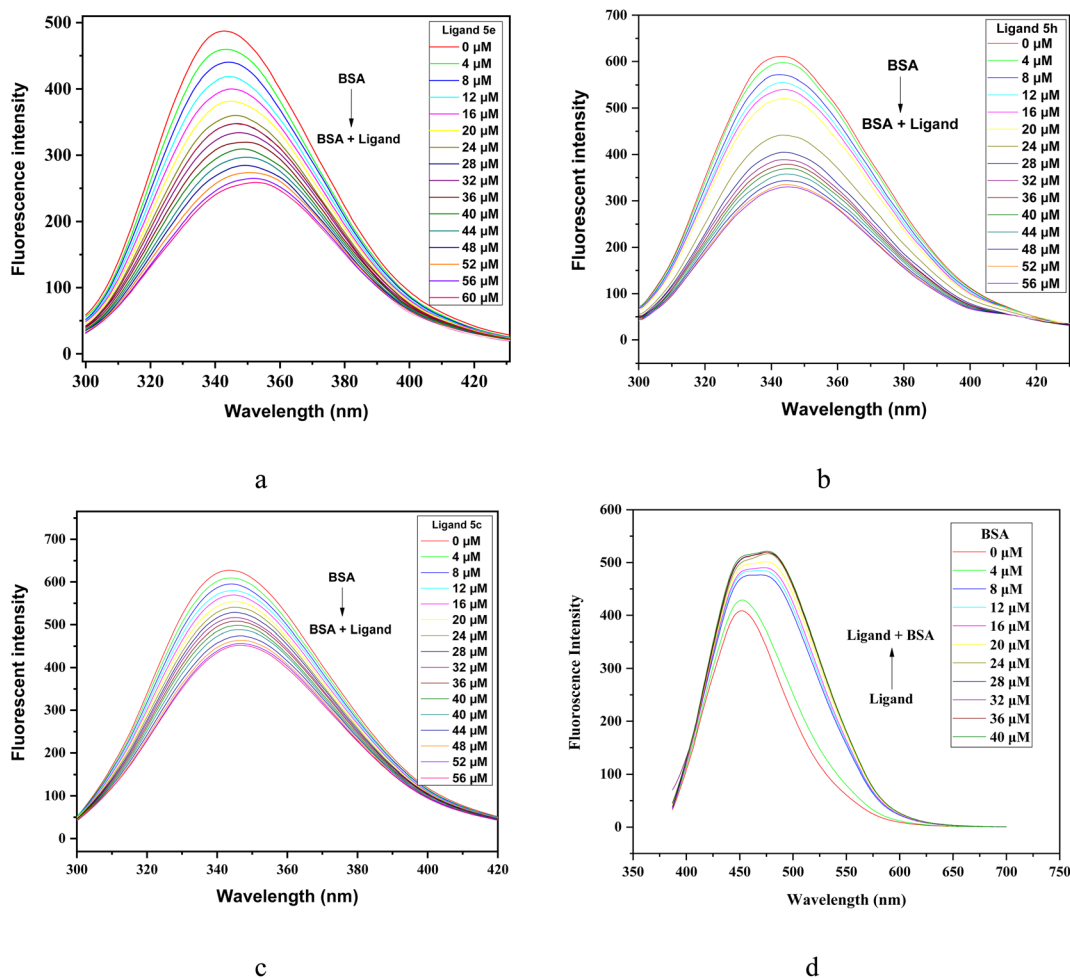 Fluorescence intensity
500
400
300
200
100
0
300 320 340 360 380 400 420
Wavelength (nm)
BSA
BSA + Ligand
Ligand 5e
0 µM
4 µM
8 µM
12 µM
16 µM
20 µM
24 µM
28 µM
32 µM
36 µM
40 µM
44 µM
48 µM
52 µM
56 µM
60 µM
a
Fluorescent intensity
700
600
500
400
300
200
100
0
300 320 340 360 380 400 420
Wavelength (nm)
BSA
BSA + Ligand
Ligand 5h
0 µM
4 µM
8 µM
12 µM
16 µM
20 µM
24 µM
28 µM
32 µM
36 µM
40 µM
44 µM
48 µM
52 µM
56 µM
b
Fluorescent intensity
700
600
500
400
300
200
100
0
300 320 340 360 380 400 420
Wavelength (nm)
BSA
BSA + Ligand
Ligand 5c
0 µM
4 µM
8 µM
12 µM
16 µM
20 µM
24 µM
28 µM
32 µM
36 µM
40 µM
40 µM
44 µM
48 µM
52 µM
56 µM
c
Fluoroscence Intensity
600
500
400
300
200
100
0
350 400 450 500 550 600 650 700 750
Wavelength (nm)
Ligand + BSA
Ligand
BSA
0 µM
4 µM
8 µM
12 µM
16 µM
20 µM
24 µM
28 µM
32 µM
36 µM
40 µM
d